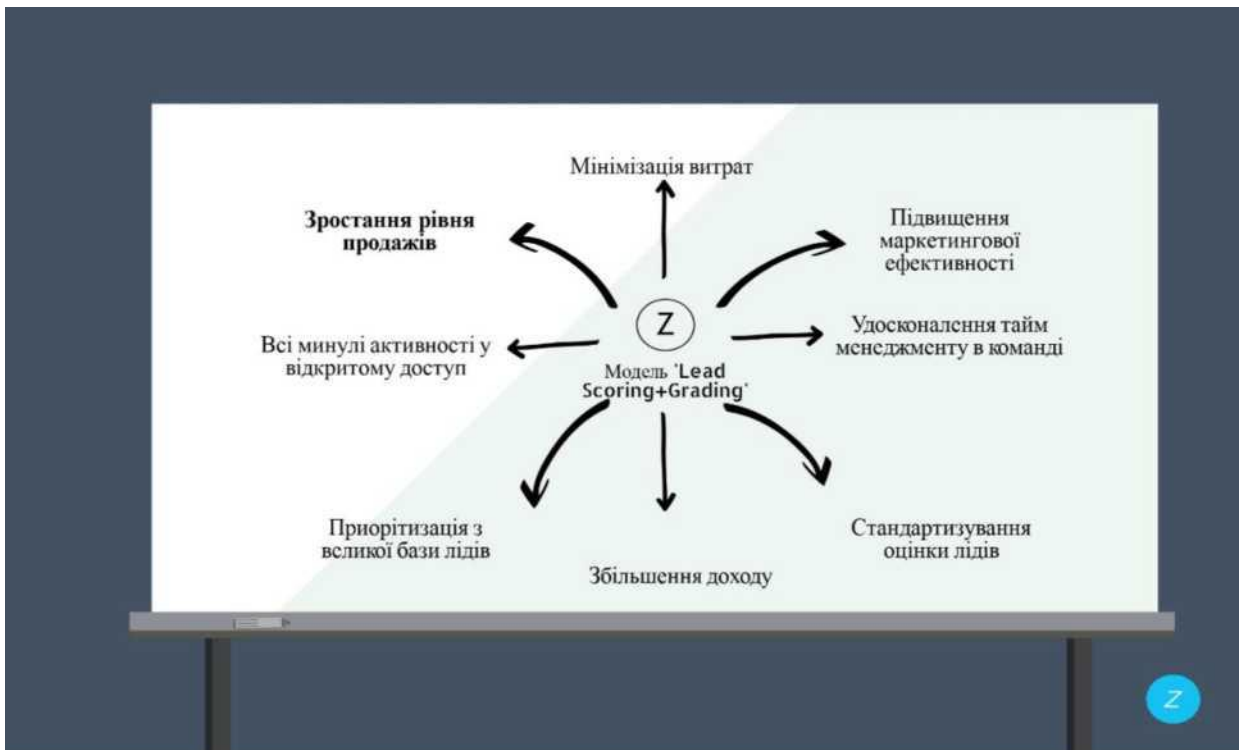 Мінімізація витрат
Зростання рівня
продажів
Підвищення
маркетингової
ефективності
Всі минулі активності у
відкритому доступ
Z
Удосконалення тайм
менеджменту в команді
Модель 'Lead
Scoring+Grading'
Приорітизація з
великої бази лідів
Збільшення доходу
Стандартизування
оцінки лідів
Z